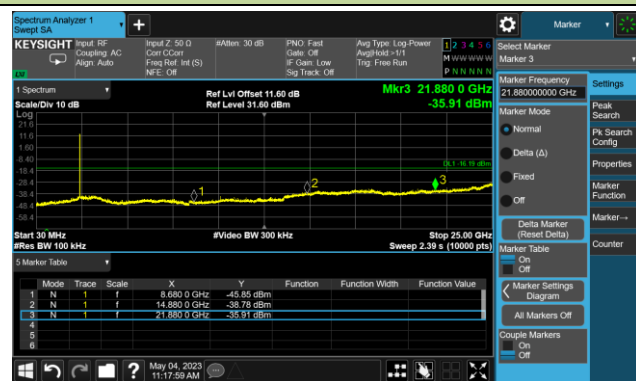 Spectrum Analyzer 1
Swept SA
Marker
KEYSIGHT
Input: RF
Coupling: AC
Align: Auto
Input Z: 50 Ω
Corr CCorr
Freq Ref: Int (S)
NFE: Off
#Atten: 30 dB
PNO: Fast
Gate: Off
IF Gain: Low
Sig Track: Off
Avg Type: Log-Power
Avg|Hold:>1/1
Trig: Free Run
1 2 3 4 5 6
M W W W W W
P N N N N N
Select Marker
Marker 3
LW
1 Spectrum
Scale/Div 10 dB
Log
Ref Lvl Offset 11.60 dB
Ref Level 31.60 dBm
Mkr3 21.880 0 GHz
-35.91 dBm
21.6
11.6
1.60
-8.40
-18.4
-28.4
-38.4
-48.4
-58.4
DL1 -16.19 dBm
1
2
3
Start 30 MHz
#Res BW 100 kHz
#Video BW 300 kHz
Stop 25.00 GHz
Sweep 2.39 s (10000 pts)
5 Marker Table
Mode Trace Scale X Y Function Function Width Function Value
1 N 1 f 8.680 0 GHz -45.85 dBm
2 N 1 f 14.880 0 GHz -38.78 dBm
3 N 1 f 21.880 0 GHz -35.91 dBm
4
5
6
Marker Frequency
21.880000000 GHz
Marker Mode
Normal
Delta (Δ)
Fixed
Off
Delta Marker
(Reset Delta)
Marker Table
On
Off
Marker Settings
Diagram
All Markers Off
Couple Markers
On
Off
Settings
Peak
Search
Pk Search
Config
Properties
Marker
Function
Marker→
Counter
May 04, 2023
11:17:59 AM